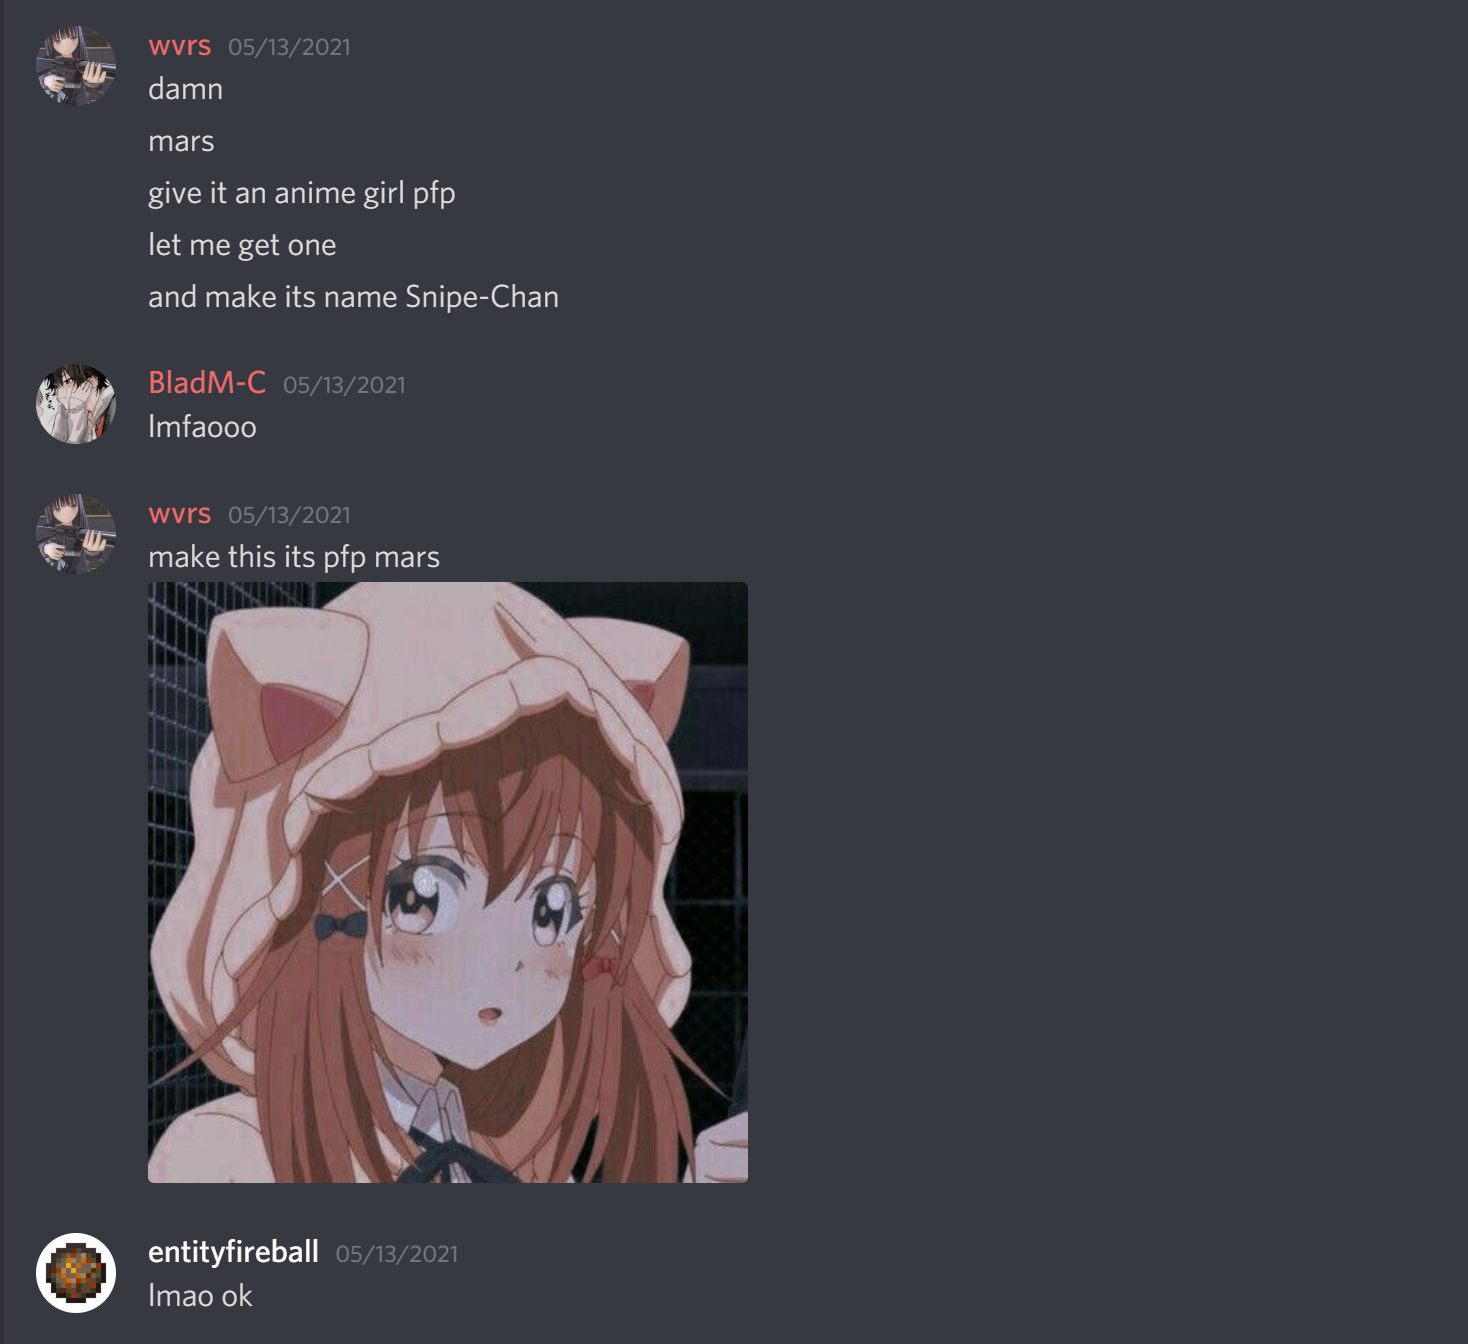 wvrs 05/13/2021
damn
mars
give it an anime girl pfp
let me get one
and make its name Snipe-Chan
BladM-C 05/13/2021
lmfaooo
wvrs 05/13/2021
make this its pfp mars
entityfireball 05/13/2021
lmao ok